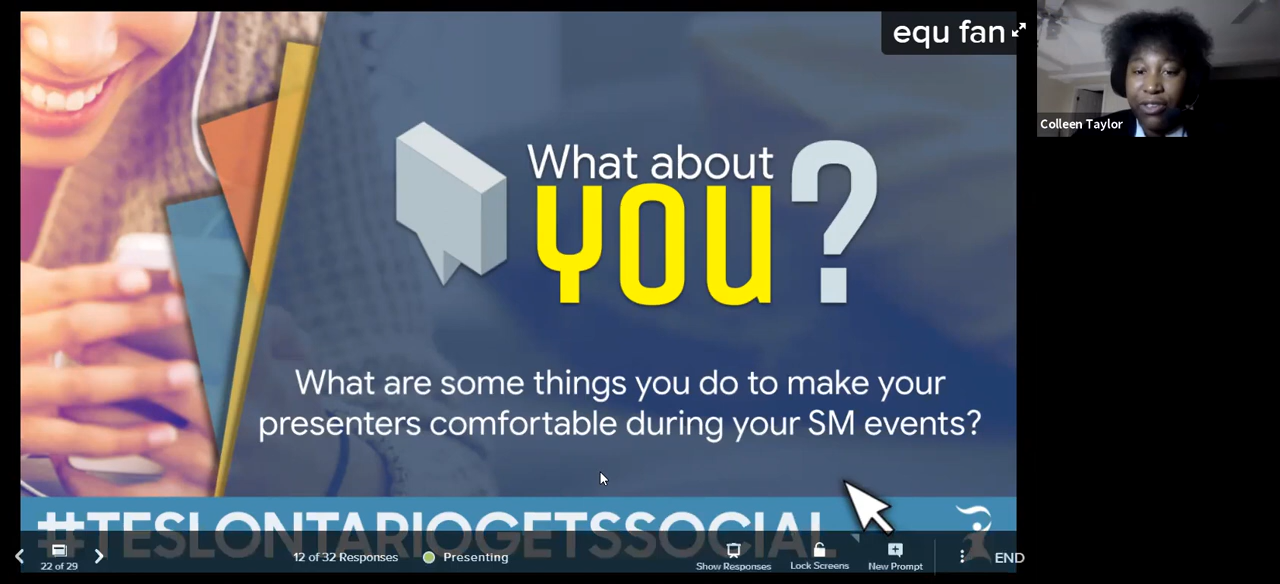 equ fan
Colleen Taylor
What about
YOU?
What are some things you do to make your
presenters comfortable during your SM events?
#TESLONTARIOGETSSOCIAL
22 of 29
12 of 32 Responses
Presenting
Show Responses
Lock Screens
New Prompt
END